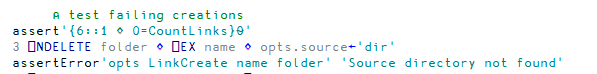 ⍝ test failing creations
assert'{6::1 ⋄ 0=CountLinks}⍬'
3 ⎕NDELETE folder ⋄ ⎕EX name ⋄ opts.source←'dir'
assertError'opts LinkCreate name folder' 'Source directory not found'